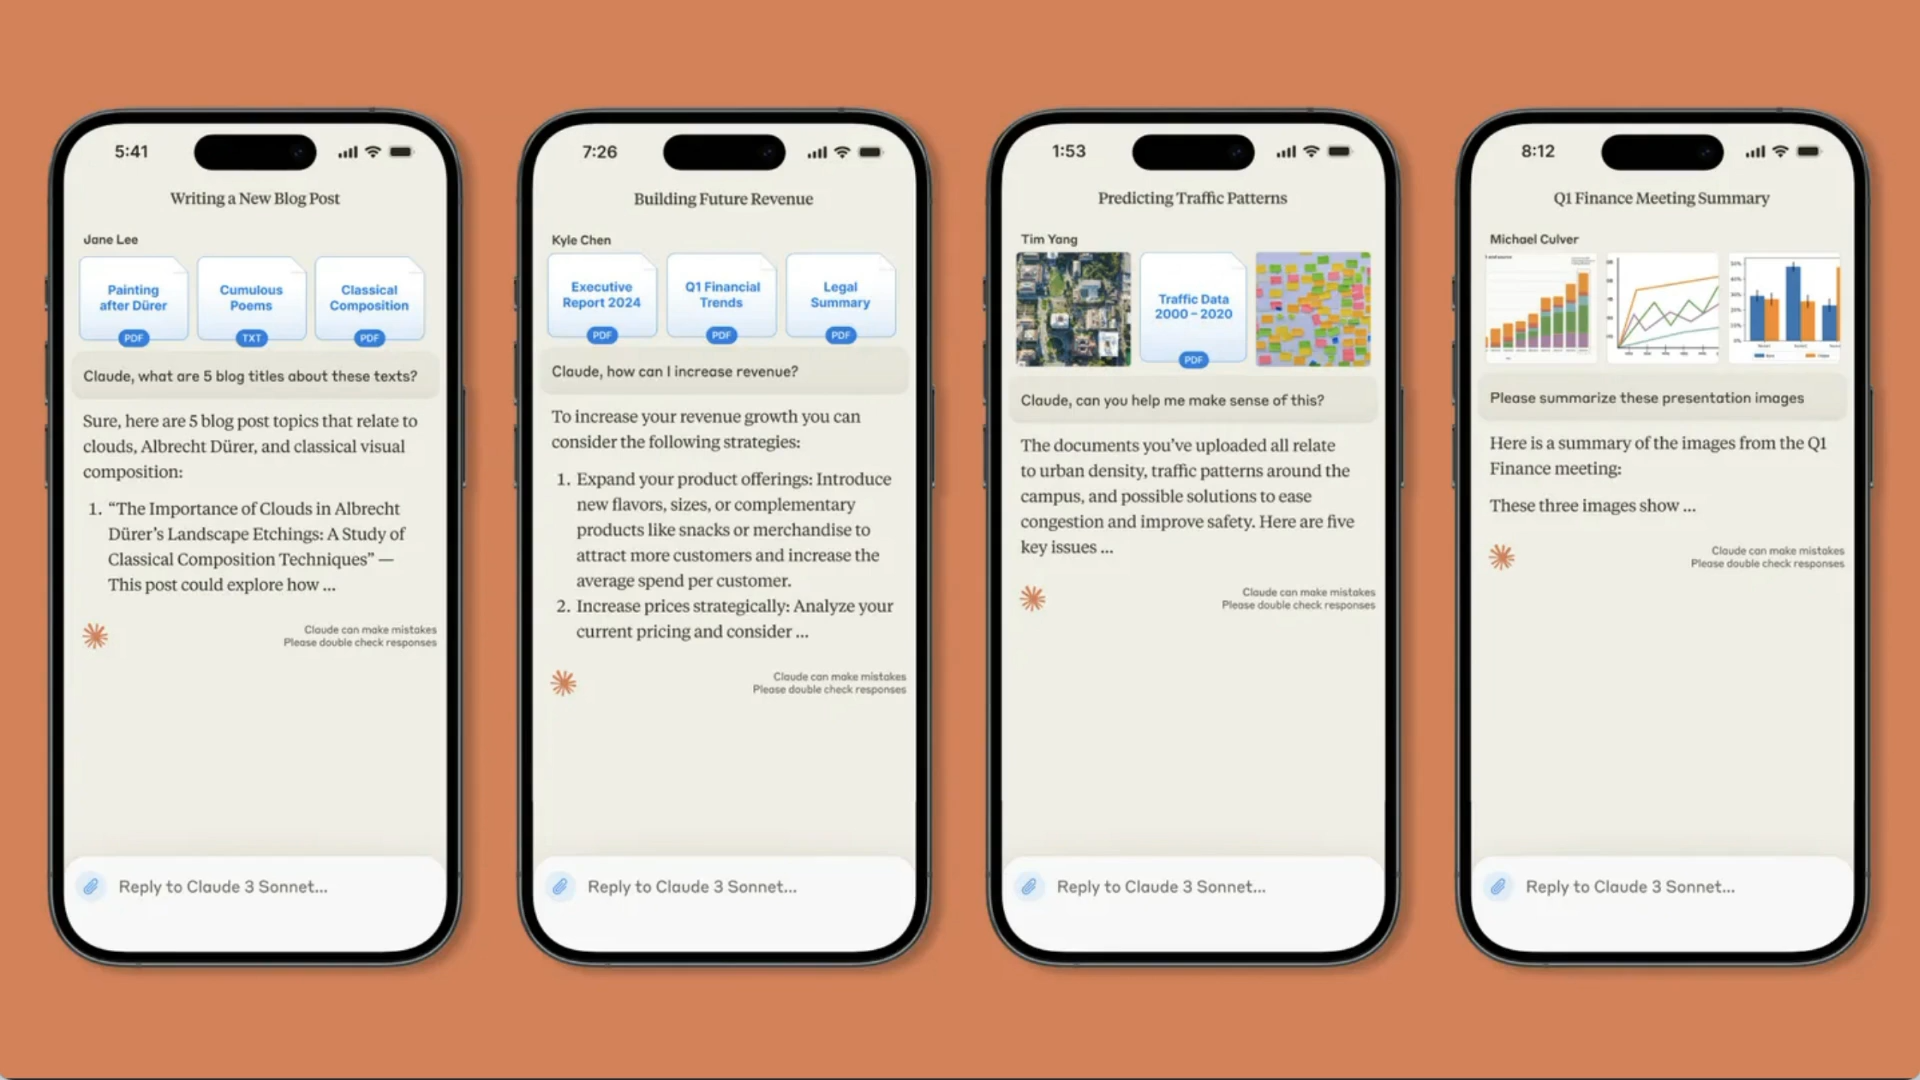 5:41
Writing a New Blog Post
Jane Lee
Painting
after Dürer
PDF
Cumulous
Poems
TXT
Classical
Composition
PDF
Claude, what are 5 blog titles about these texts?
Sure, here are 5 blog post topics that relate to
clouds, Albrecht Dürer, and classical visual
composition:
1. “The Importance of Clouds in Albrecht
Dürer’s Landscape Etchings: A Study of
Classical Composition Techniques” —
This post could explore how ...
Claude can make mistakes
Please double check responses
Reply to Claude 3 Sonnet...
7:26
Building Future Revenue
Kyle Chen
Executive
Report 2024
PDF
Q1 Financial
Trends
PDF
Legal
Summary
PDF
Claude, how can I increase revenue?
To increase your revenue growth you can
consider the following strategies:
1. Expand your product offerings: Introduce
new flavors, sizes, or complementary
products like snacks or merchandise to
attract more customers and increase the
average spend per customer.
2. Increase prices strategically: Analyze your
current pricing and consider ...
Claude can make mistakes
Please double check responses
Reply to Claude 3 Sonnet...
1:53
Predicting Traffic Patterns
Tim Yang
Traffic Data
2000 – 2020
PDF
Claude, can you help me make sense of this?
The documents you’ve uploaded all relate
to urban density, traffic patterns around the
campus, and possible solutions to ease
congestion and improve safety. Here are five
key issues ...
Claude can make mistakes
Please double check responses
Reply to Claude 3 Sonnet...
8:12
Q1 Finance Meeting Summary
Michael Culver
50%
40%
30%
20%
10%
0%
Please summarize these presentation images
Here is a summary of the images from the Q1
Finance meeting:
These three images show ...
Claude can make mistakes
Please double check responses
Reply to Claude 3 Sonnet...